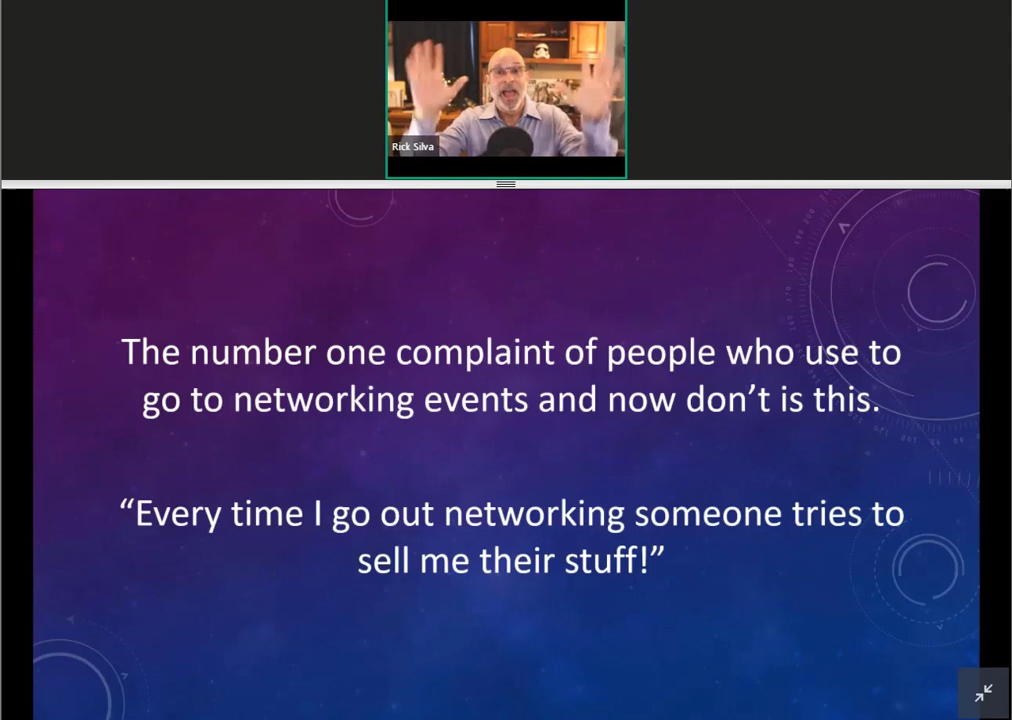 Rick Silva
The number one complaint of people who use to
go to networking events and now don’t is this.
“Every time I go out networking someone tries to
sell me their stuff!”